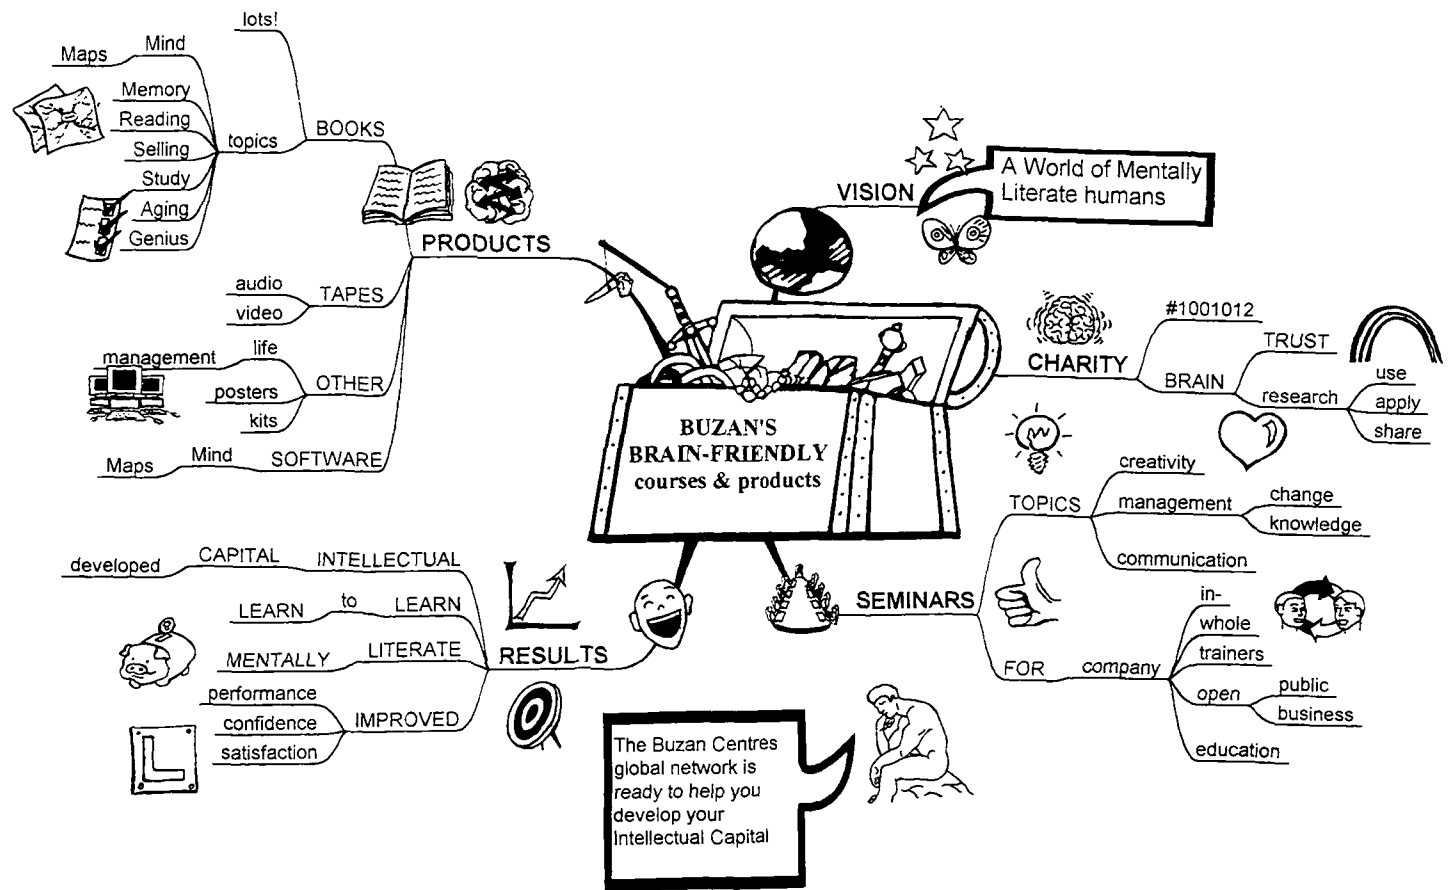 BUZAN'S
BRAIN-FRIENDLY
courses & products
VISION
A World of Mentally
Literate humans
CHARITY
#1001012
BRAIN
TRUST
research
use
apply
share
SEMINARS
TOPICS
creativity
management
change
knowledge
communication
FOR
company
in-
whole
trainers
open
public
business
education
The Buzan Centres
global network is
ready to help you
develop your
Intellectual Capital
RESULTS
INTELLECTUAL
CAPITAL
developed
LEARN
to
LEARN
LITERATE
MENTALLY
IMPROVED
performance
confidence
satisfaction
L
PRODUCTS
BOOKS
lots!
topics
Mind
Maps
Memory
Reading
Selling
Study
Aging
Genius
TAPES
audio
video
OTHER
life
management
posters
kits
SOFTWARE
Mind
Maps